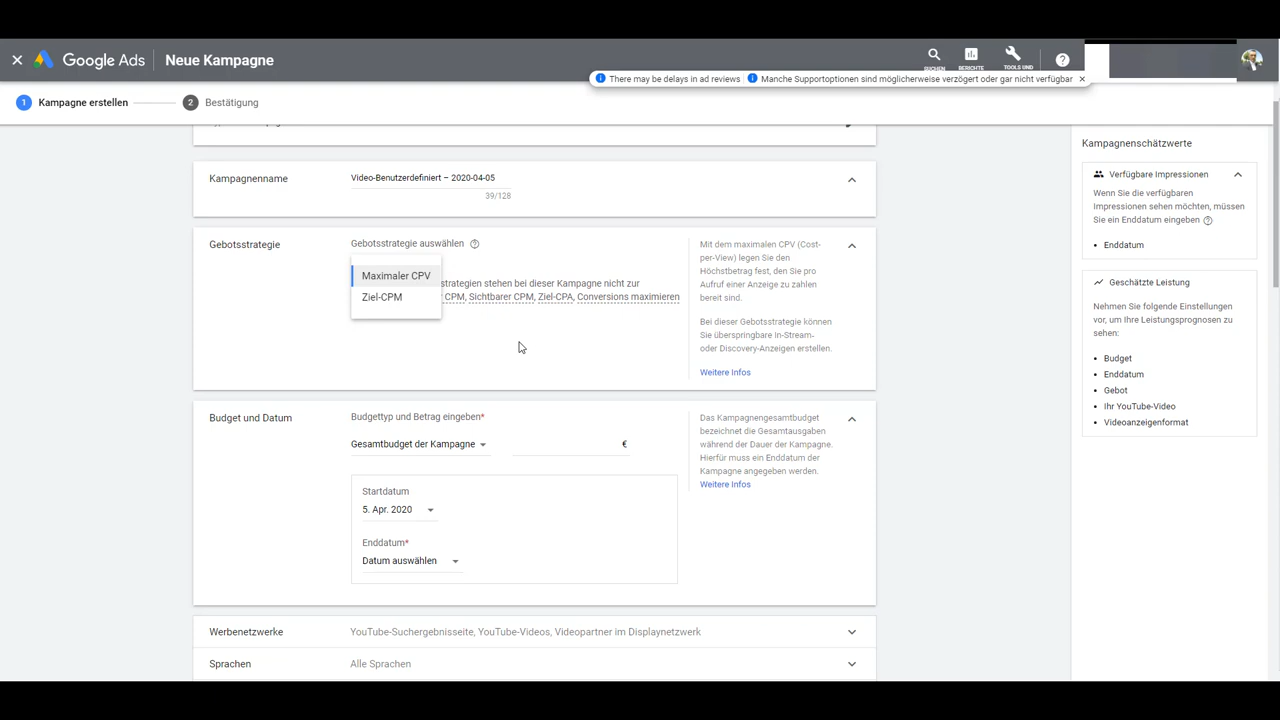 Google Ads
Neue Kampagne
SUCHEN
BERICHTE
TOOLS UND
There may be delays in ad reviews
Manche Supportoptionen sind möglicherweise verzögert oder gar nicht verfügbar
1 Kampagne erstellen
2 Bestätigung
Kampagnenname
Video-Benutzerdefiniert – 2020-04-05
39/128
Gebotsstrategie
Gebotsstrategie auswählen
Maximaler CPV
Ziel-CPM
strategien stehen bei dieser Kampagne nicht zur
CPM, Sichtbarer CPM, Ziel-CPA, Conversions maximieren
Mit dem maximalen CPV (Cost-
per-View) legen Sie den
Höchstbetrag fest, den Sie pro
Aufruf einer Anzeige zu zahlen
bereit sind.
Bei dieser Gebotsstrategie können
Sie überspringbare In-Stream-
oder Discovery-Anzeigen erstellen.
Weitere Infos
Budget und Datum
Budgettyp und Betrag eingeben*
Gesamtbudget der Kampagne
€
Startdatum
5. Apr. 2020
Enddatum*
Datum auswählen
Das Kampagnengesamtbudget
bezeichnet die Gesamtausgaben
während der Dauer der Kampagne.
Hierfür muss ein Enddatum der
Kampagne angegeben werden.
Weitere Infos
Werbenetzwerke
YouTube-Suchergebnisseite, YouTube-Videos, Videopartner im Displaynetzwerk
Sprachen
Alle Sprachen
Kampagnenschätzwerte
Verfügbare Impressionen
Wenn Sie die verfügbaren
Impressionen sehen möchten, müssen
Sie ein Enddatum eingeben
• Enddatum
Geschätzte Leistung
Nehmen Sie folgende Einstellungen
vor, um Ihre Leistungsprognosen zu
sehen:
• Budget
• Enddatum
• Gebot
• Ihr YouTube-Video
• Videoanzeigenformat